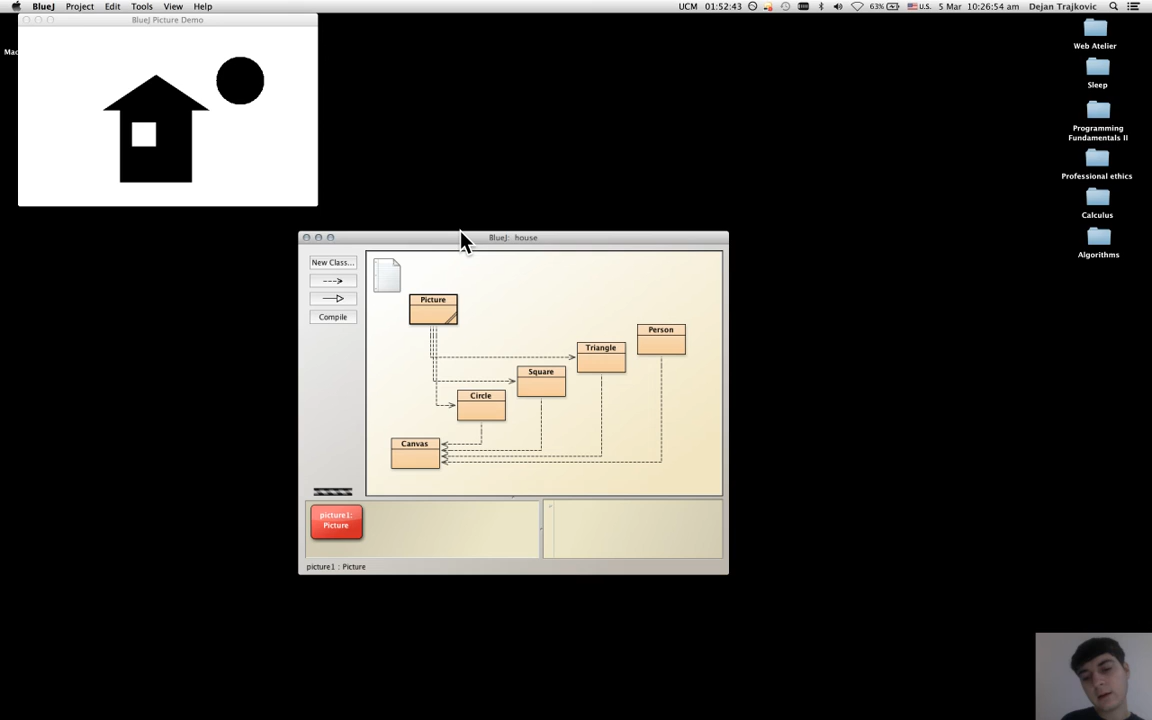 BlueJ Project Edit Tools View Help UCM 01:52:43 63% U.S. 5 Mar 10:26:54 am Dejan Trajkovic
BlueJ Picture Demo
Mac
Web Atelier
Sleep
Programming
Fundamentals II
Professional ethics
Calculus
Algorithms
BlueJ: house
New Class...
Compile
Picture
Person
Triangle
Square
Circle
Canvas
picture1:
Picture
picture1 : Picture